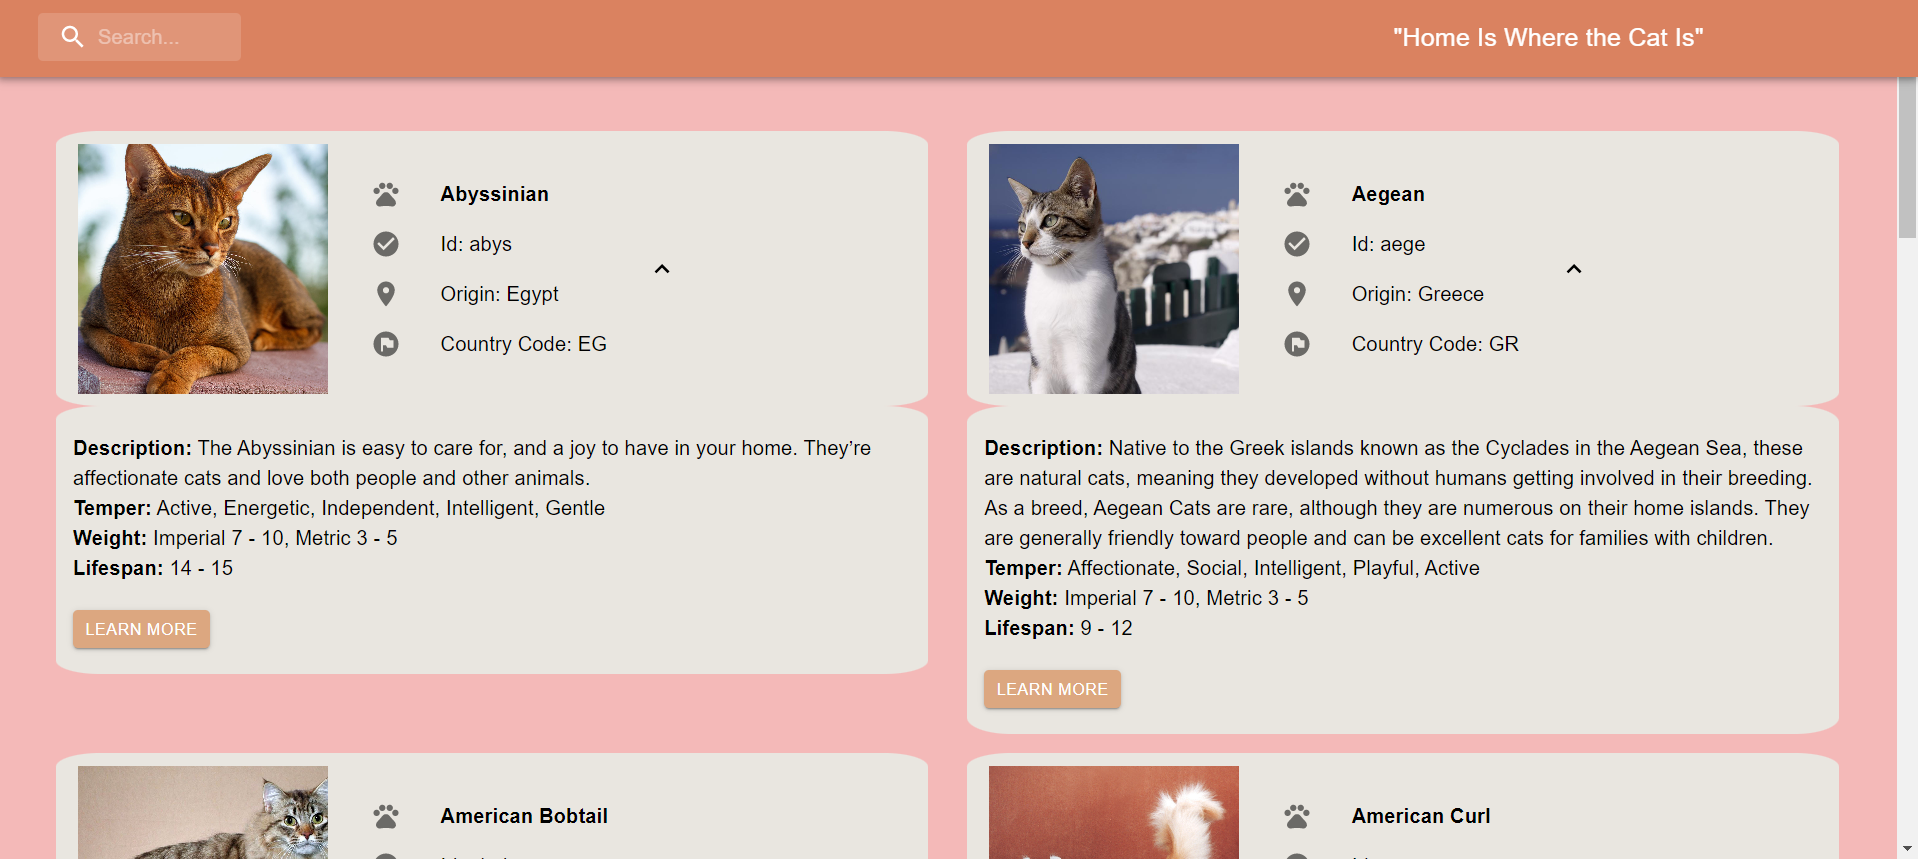 Search...
"Home Is Where the Cat Is"
Abyssinian
Id: abys
Origin: Egypt
Country Code: EG
Description: The Abyssinian is easy to care for, and a joy to have in your home. They’re
affectionate cats and love both people and other animals.
Temper: Active, Energetic, Independent, Intelligent, Gentle
Weight: Imperial 7 - 10, Metric 3 - 5
Lifespan: 14 - 15
LEARN MORE
Aegean
Id: aege
Origin: Greece
Country Code: GR
Description: Native to the Greek islands known as the Cyclades in the Aegean Sea, these
are natural cats, meaning they developed without humans getting involved in their breeding.
As a breed, Aegean Cats are rare, although they are numerous on their home islands. They
are generally friendly toward people and can be excellent cats for families with children.
Temper: Affectionate, Social, Intelligent, Playful, Active
Weight: Imperial 7 - 10, Metric 3 - 5
Lifespan: 9 - 12
LEARN MORE
American Bobtail
American Curl